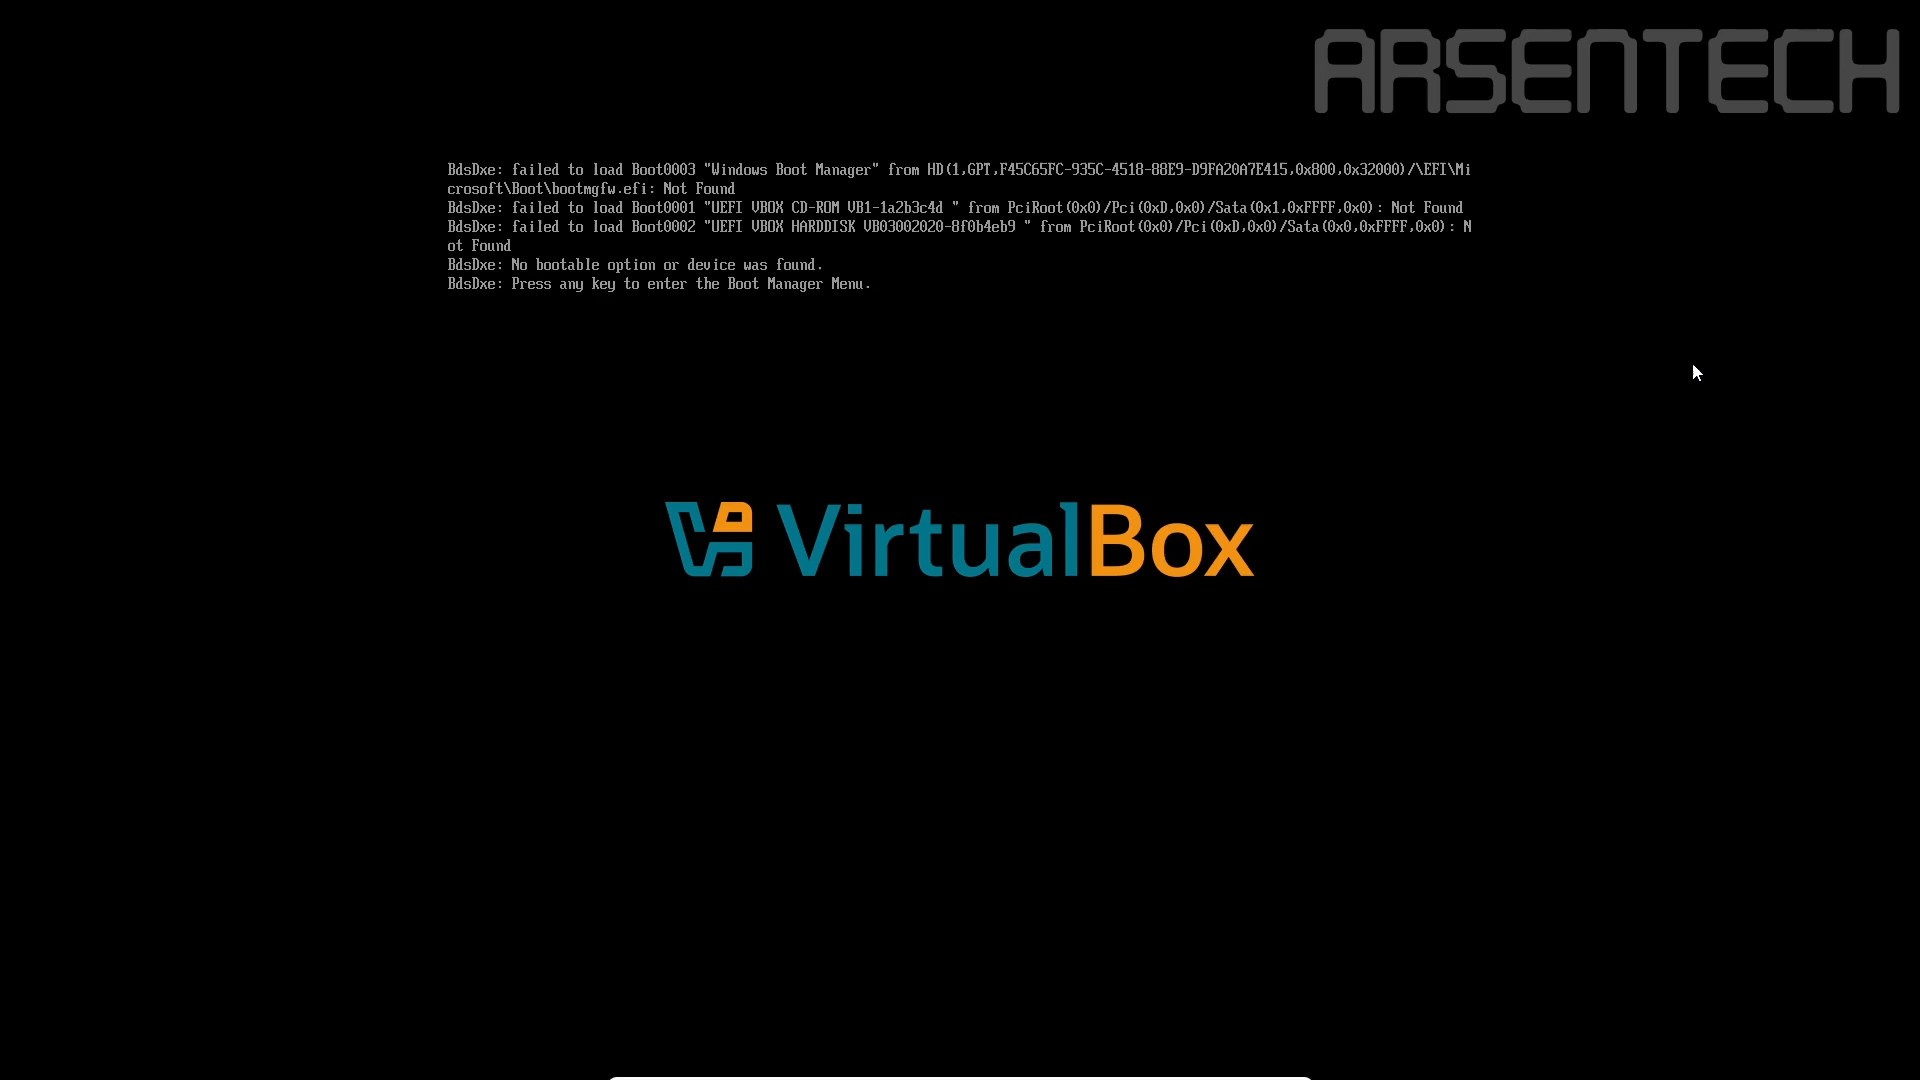 ARSENTECH
BdsDxe: failed to load Boot0003 "Windows Boot Manager" from HD(1,GPT,F45C65FC-935C-4518-88E9-D9FA20A7E415,0x800,0x32000)/\EFI\Mi
crosoft\Boot\bootmgfw.efi: Not Found
BdsDxe: failed to load Boot0001 "UEFI VBOX CD-ROM VB1-1a2b3c4d " from PciRoot(0x0)/Pci(0xD,0x0)/Sata(0x1,0xFFFF,0x0): Not Found
BdsDxe: failed to load Boot0002 "UEFI VBOX HARDDISK VB03002020-8f0b4eb9 " from PciRoot(0x0)/Pci(0xD,0x0)/Sata(0x0,0xFFFF,0x0): N
ot Found
BdsDxe: No bootable option or device was found.
BdsDxe: Press any key to enter the Boot Manager Menu.
VirtualBox